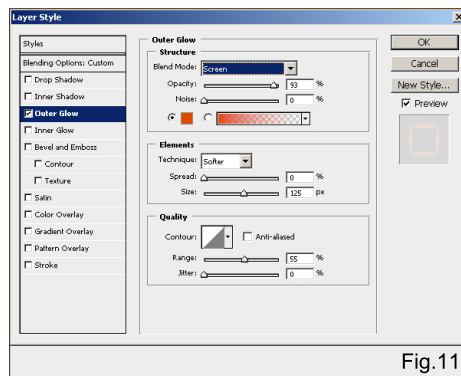 Layer Style
Styles
Blending Options: Custom
Drop Shadow
Inner Shadow
Outer Glow
Inner Glow
Bevel and Emboss
Contour
Texture
Satin
Color Overlay
Gradient Overlay
Pattern Overlay
Stroke
Outer Glow
Structure
Blend Mode: Screen
Opacity: 93 %
Noise: 0 %
Elements
Technique: Softer
Spread: 0 %
Size: 125 px
Quality
Contour: Anti-aliased
Range: 55 %
Jitter: 0 %
OK
Cancel
New Style...
Preview
Fig.11